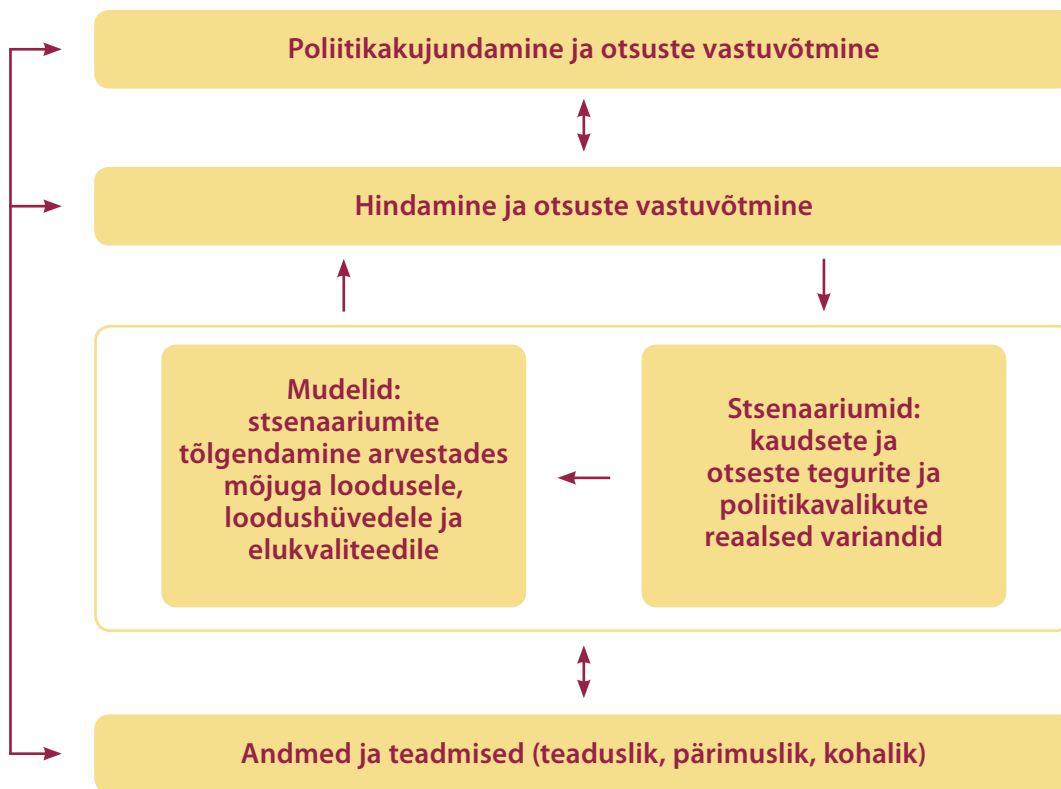 Poliitikakujundamine ja otsuste vastuvõtmine
Hindamine ja otsuste vastuvõtmine
Mudelid:
stsenaariumite
tõlgendamine arvestades
mõjuga loodusele,
loodushüvedele ja
elukvaliteedile
Stsenaariumid:
kaudsete ja
otseste tegurite ja
poliitikavalikute
reaalsed variandid
Andmed ja teadmised (teaduslik, pärimuslik, kohalik)